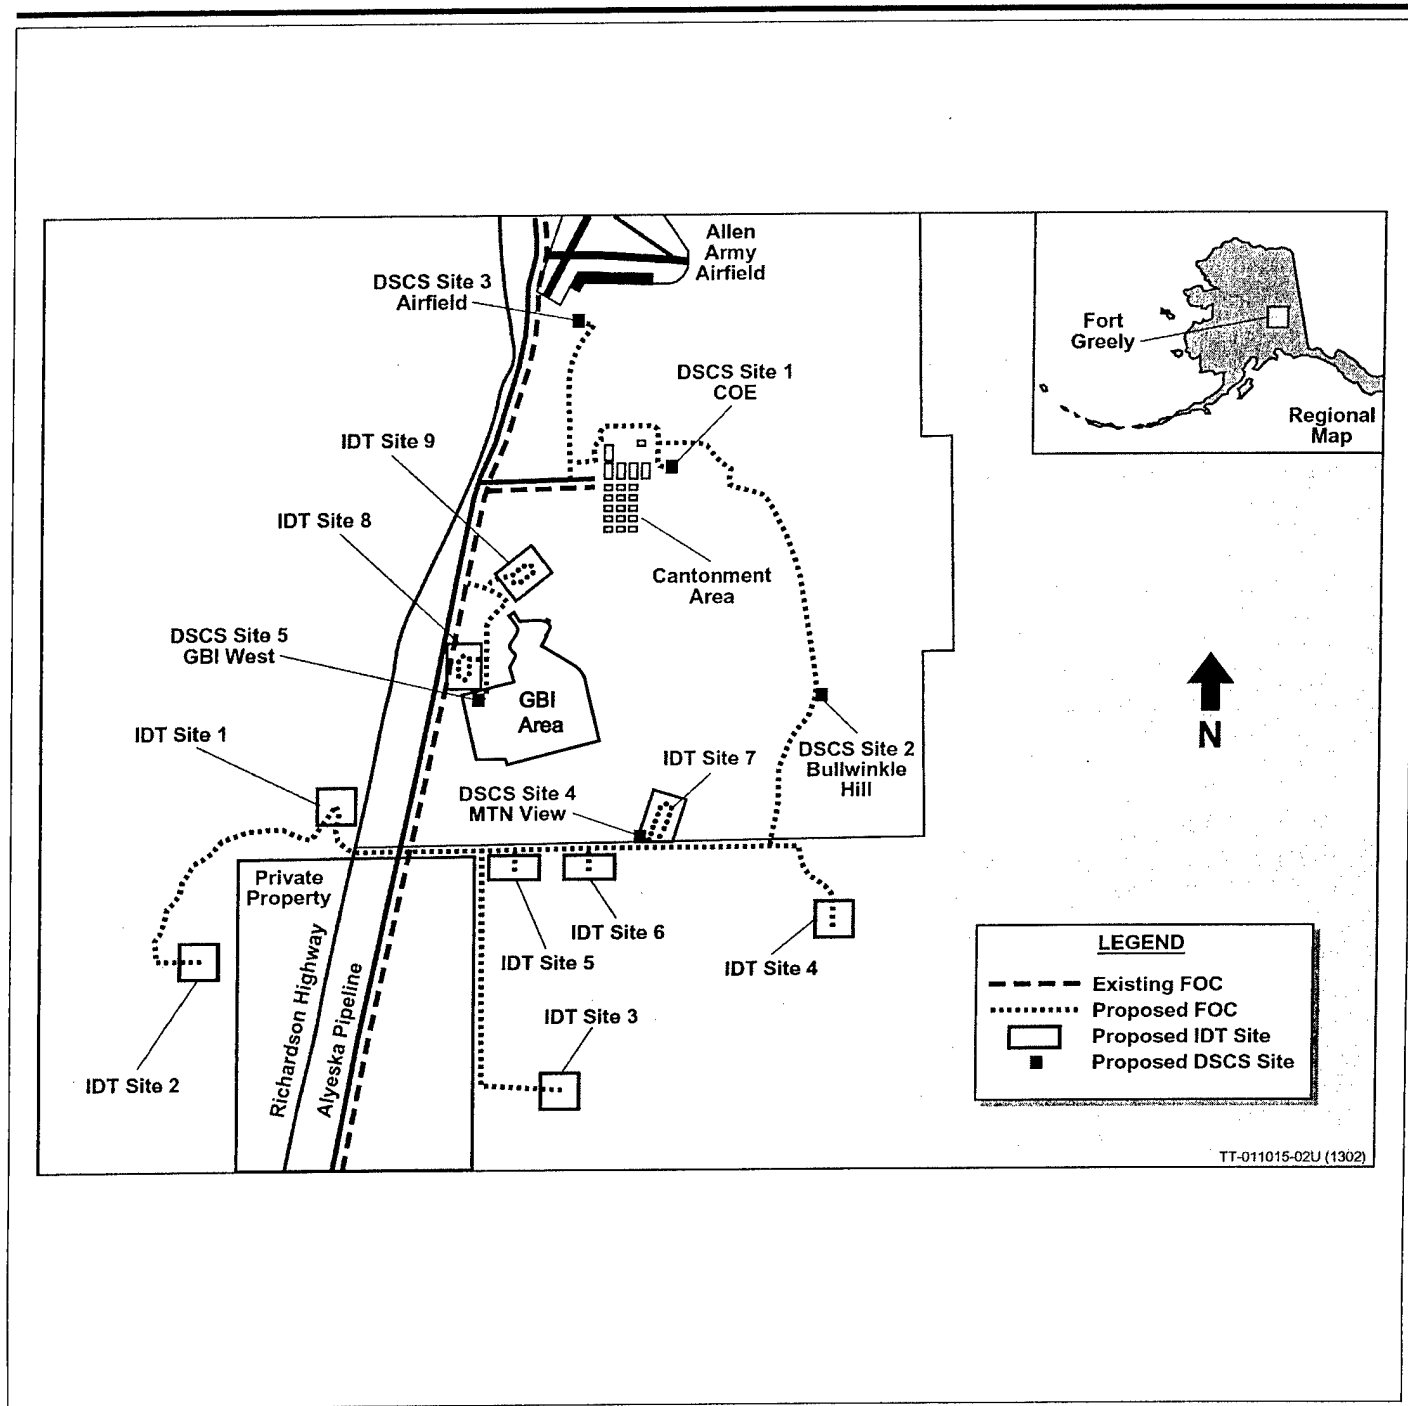 Allen
Army
Airfield
DSCS Site 3
Airfield
Fort
Greely
DSCS Site 1
COE
Regional
Map
IDT Site 9
IDT Site 8
Cantonment
Area
DSCS Site 5
GBI West
GBI
Area
N
IDT Site 1
DSCS Site 2
Bullwinkle
Hill
IDT Site 7
DSCS Site 4
MTN View
Private
Property
IDT Site 6
IDT Site 5
IDT Site 4
IDT Site 3
IDT Site 2
Richardson Highway
Alyeska Pipeline
LEGEND
Existing FOC
Proposed FOC
Proposed IDT Site
Proposed DSCS Site
TT-011015-02U (1302)